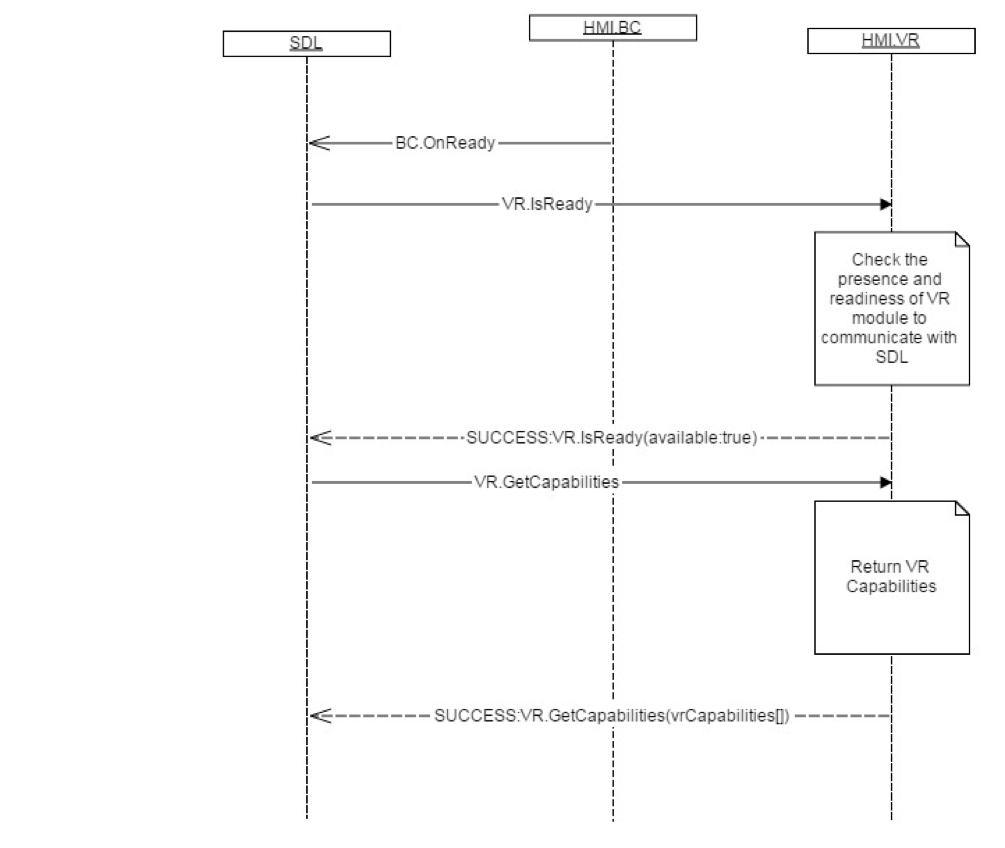 SDL
HMI.BC
HMI.VR
BC.OnReady
VR.IsReady
Check the
presence and
readiness of VR
module to
communicate with
SDL
SUCCESS:VR.IsReady(available:true)
VR.GetCapabilities
Return VR
Capabilities
SUCCESS:VR.GetCapabilities(vrCapabilities[])